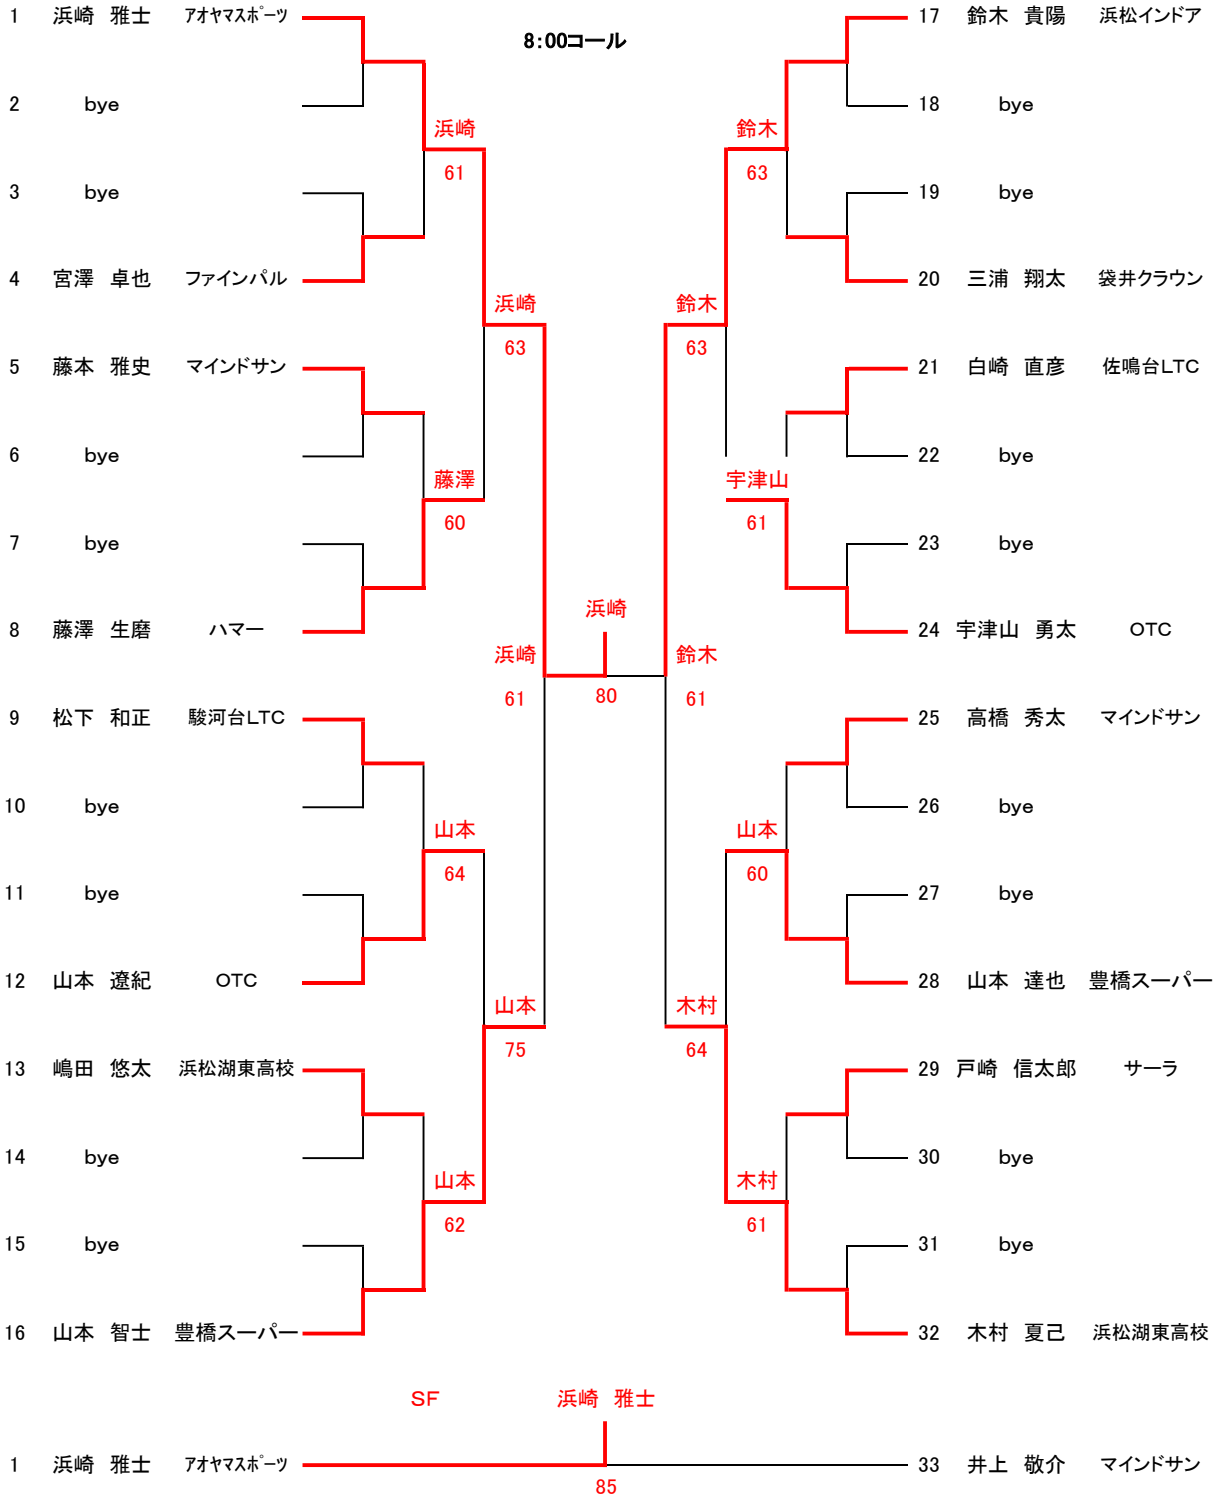 1 浜崎 雅士 アオヤマスポーツ
17 鈴木 貴陽 浜松インドア
8:00コール
2 bye
18 bye
浜崎
鈴木
61
63
3 bye
19 bye
4 宮澤 卓也 ファインパル
20 三浦 翔太 袋井クラウン
浜崎
鈴木
63
63
5 藤本 雅史 マインドサン
21 白崎 直彦 佐鳴台LTC
6 bye
22 bye
藤澤
宇津山
60
61
7 bye
23 bye
浜崎
8 藤澤 生磨 ハマー
24 宇津山 勇太 OTC
浜崎
鈴木
61
80
61
9 松下 和正 駿河台LTC
25 高橋 秀太 マインドサン
10 bye
26 bye
山本
山本
64
60
11 bye
27 bye
12 山本 遼紀 OTC
28 山本 達也 豊橋スーパー
山本
木村
75
64
13 嶋田 悠太 浜松湖東高校
29 戸崎 信太郎 サーラ
14 bye
30 bye
山本
木村
62
61
15 bye
31 bye
16 山本 智士 豊橋スーパー
32 木村 夏己 浜松湖東高校
SF 浜崎 雅士
1 浜崎 雅士 アオヤマスポーツ
33 井上 敬介 マインドサン
85